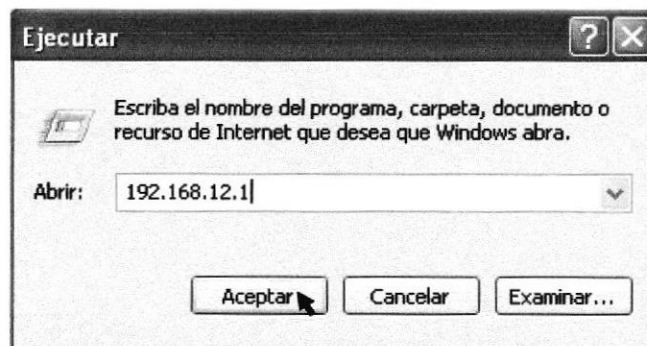 Ejecutar
Escriba el nombre del programa, carpeta, documento o
recurso de Internet que desea que Windows abra.
Abrir: 192.168.12.1
Aceptar Cancelar Examinar...